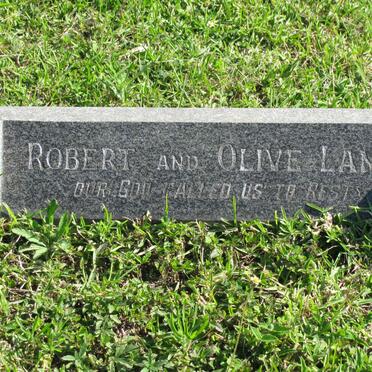 ROBERT AND OLIVE LAN
OUR GOD CALLED US TO REST